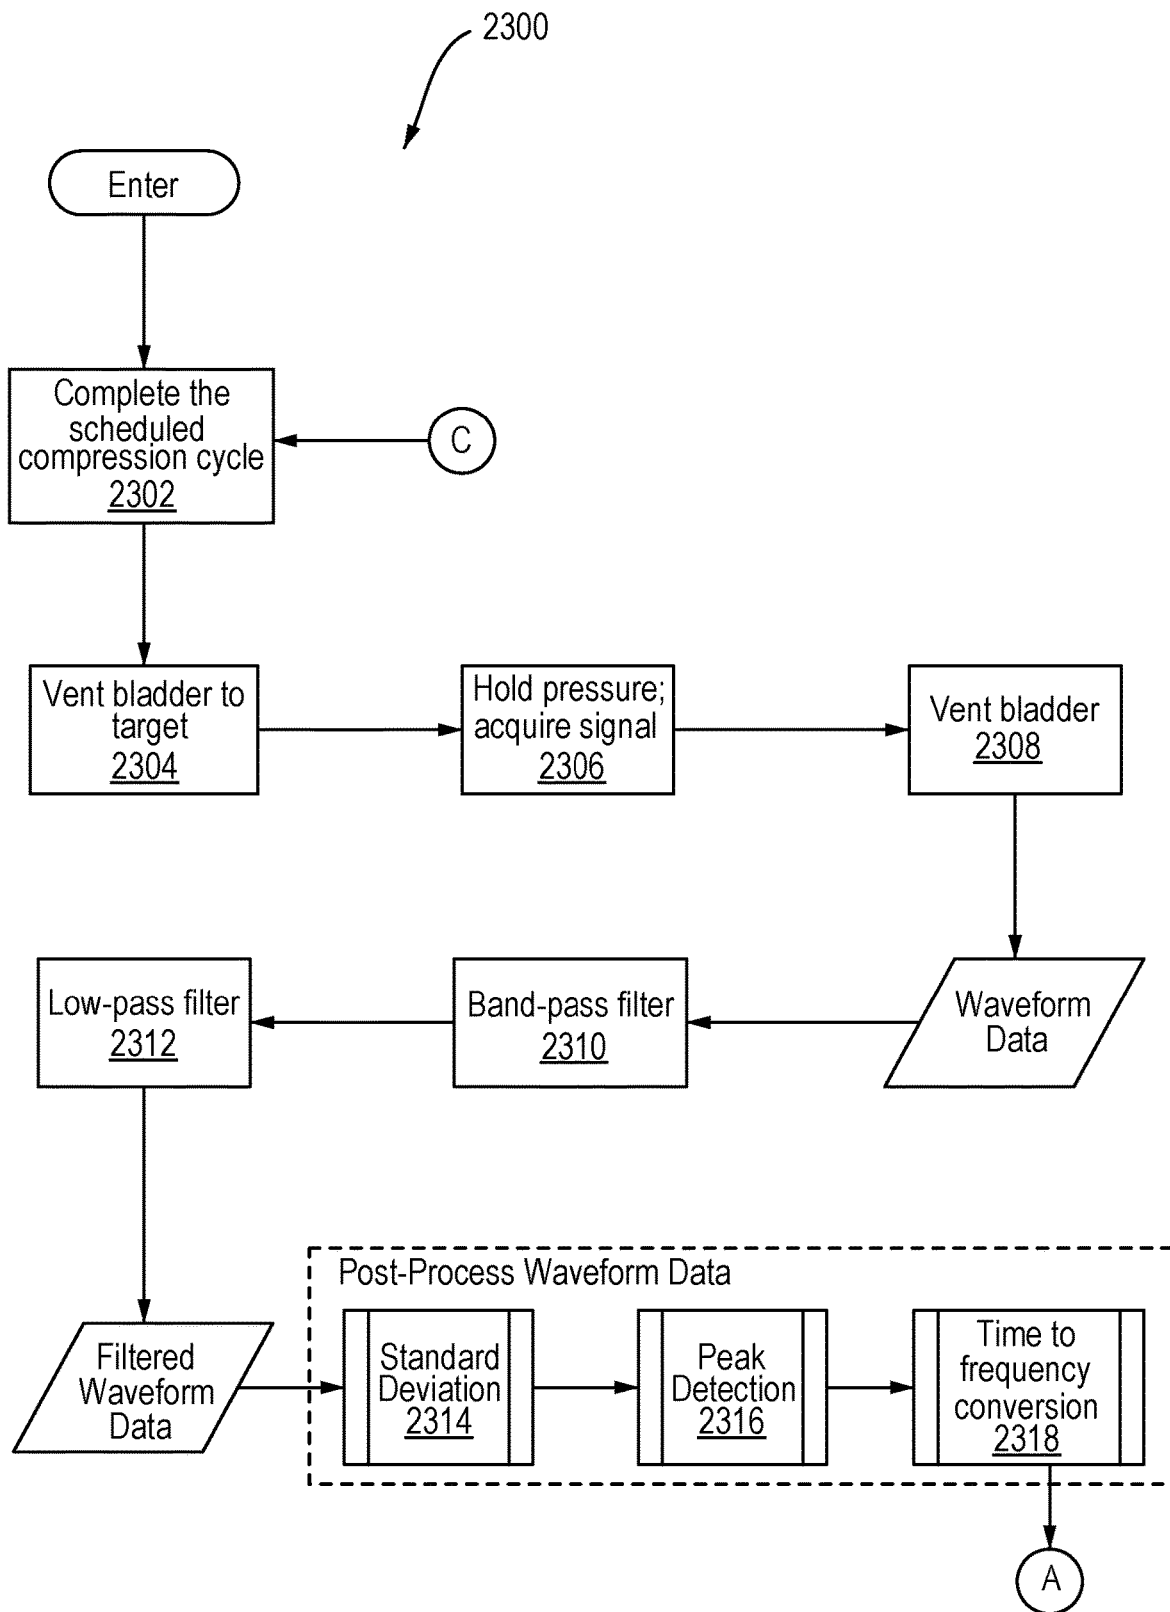 2300
Enter
Complete the
scheduled
compression cycle
2302
C
Vent bladder to
target
2304
Hold pressure;
acquire signal
2306
Vent bladder
2308
Waveform
Data
Band-pass filter
2310
Low-pass filter
2312
Filtered
Waveform
Data
Post-Process Waveform Data
Standard
Deviation
2314
Peak
Detection
2316
Time to
frequency
conversion
2318
A